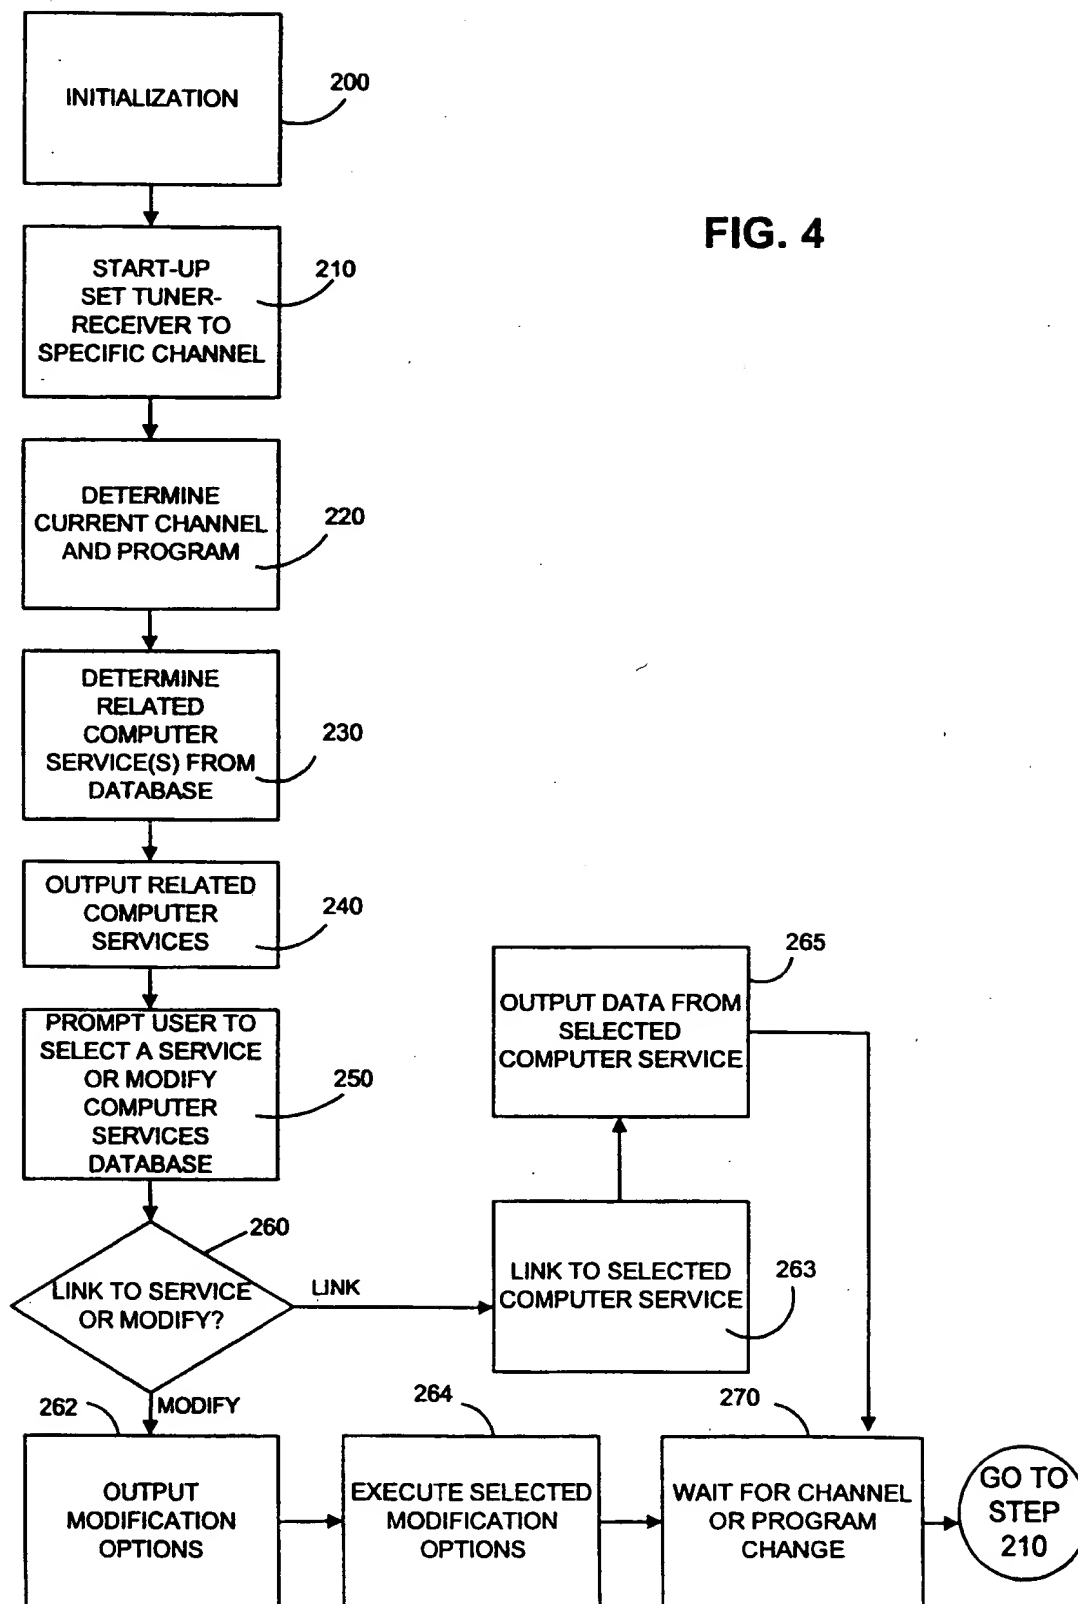 INITIALIZATION
200
FIG. 4
START-UP
SET TUNER-
RECEIVER TO
SPECIFIC CHANNEL
210
DETERMINE
CURRENT CHANNEL
AND PROGRAM
220
DETERMINE
RELATED
COMPUTER
SERVICE(S) FROM
DATABASE
230
OUTPUT RELATED
COMPUTER
SERVICES
240
PROMPT USER TO
SELECT A SERVICE
OR MODIFY
COMPUTER
SERVICES
DATABASE
250
OUTPUT DATA FROM
SELECTED
COMPUTER SERVICE
265
LINK TO SERVICE
OR MODIFY?
260
LINK
LINK TO SELECTED
COMPUTER SERVICE
263
MODIFY
262
OUTPUT
MODIFICATION
OPTIONS
264
EXECUTE SELECTED
MODIFICATION
OPTIONS
270
WAIT FOR CHANNEL
OR PROGRAM
CHANGE
GO TO
STEP
210